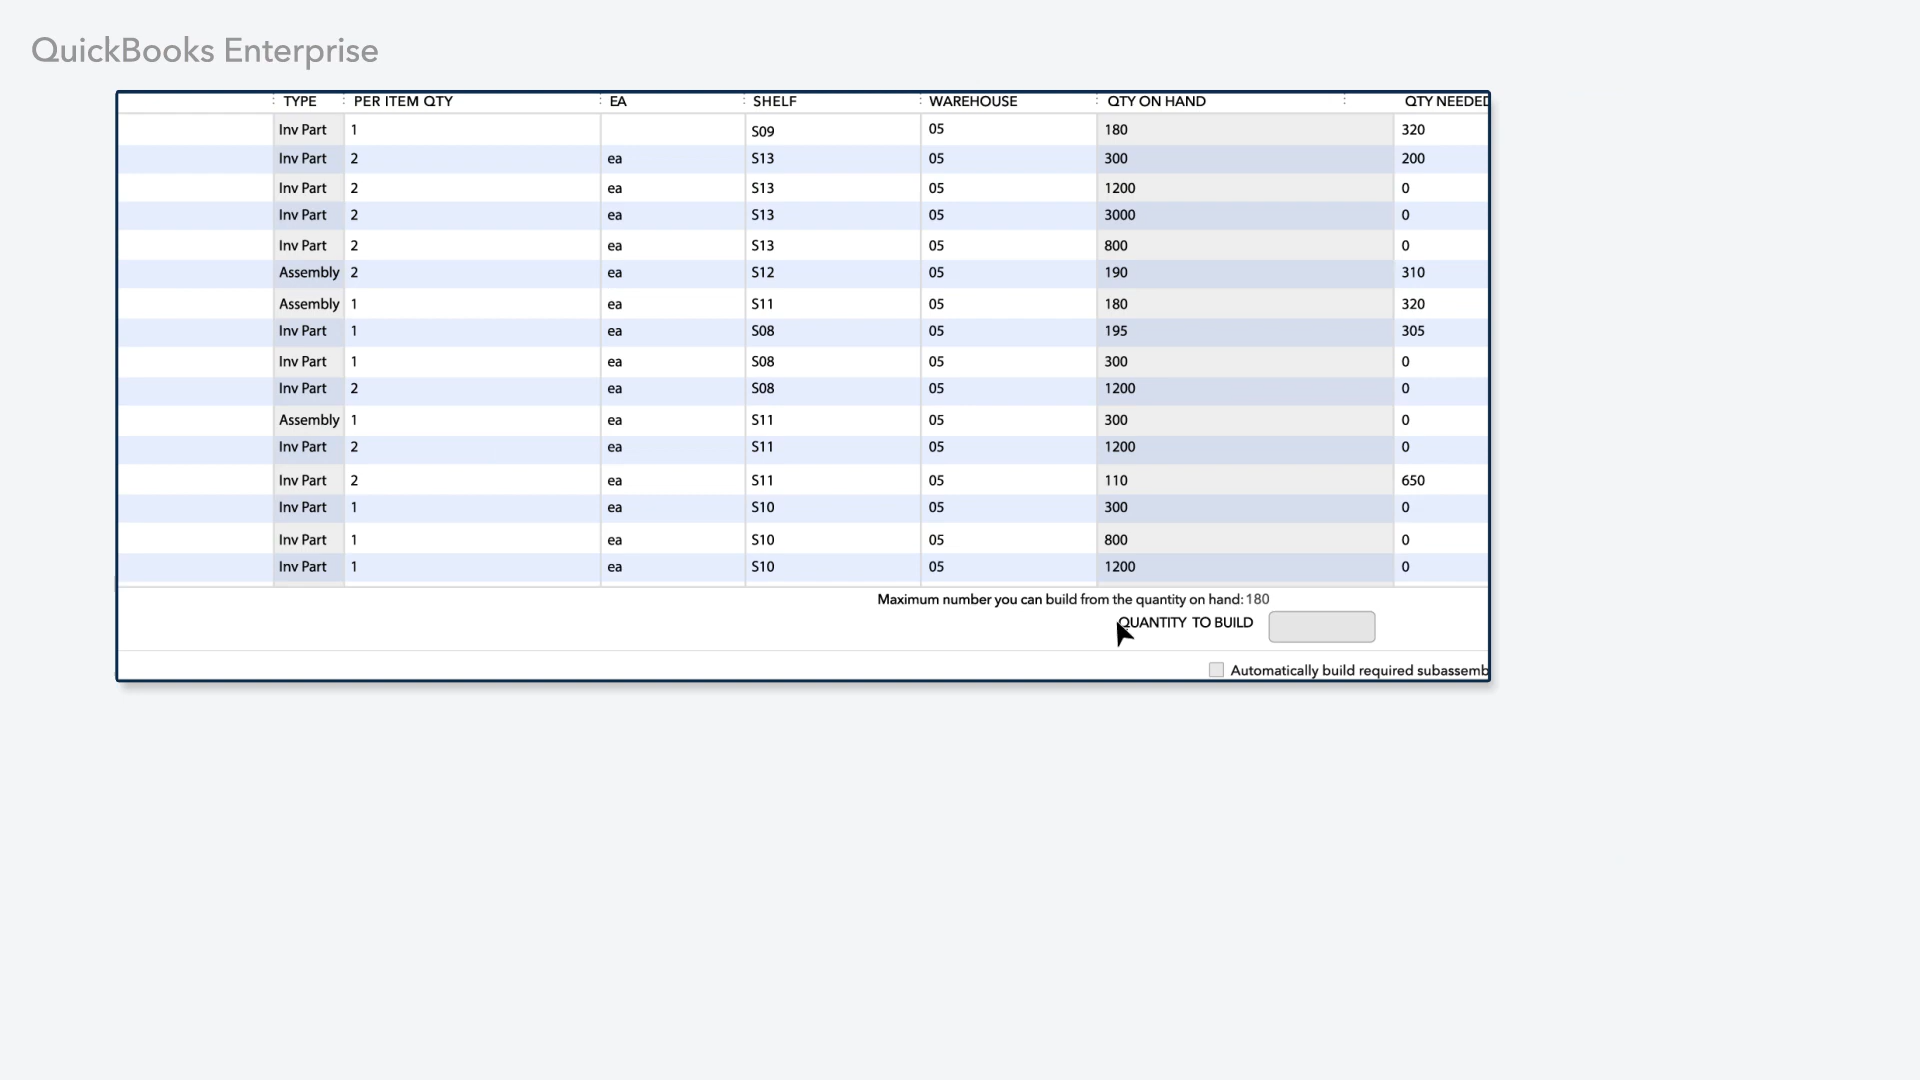 QuickBooks Enterprise
TYPE PER ITEM QTY EA SHELF WAREHOUSE QTY ON HAND QTY NEEDED
Inv Part 1 S09 05 180 320
Inv Part 2 ea S13 05 300 200
Inv Part 2 ea S13 05 1200 0
Inv Part 2 ea S13 05 3000 0
Inv Part 2 ea S13 05 800 0
Assembly 2 ea S12 05 190 310
Assembly 1 ea S11 05 180 320
Inv Part 1 ea S08 05 195 305
Inv Part 1 ea S08 05 300 0
Inv Part 2 ea S08 05 1200 0
Assembly 1 ea S11 05 300 0
Inv Part 2 ea S11 05 1200 0
Inv Part 2 ea S11 05 110 650
Inv Part 1 ea S10 05 300 0
Inv Part 1 ea S10 05 800 0
Inv Part 1 ea S10 05 1200 0
Maximum number you can build from the quantity on hand: 180
QUANTITY TO BUILD
Automatically build required subassemb